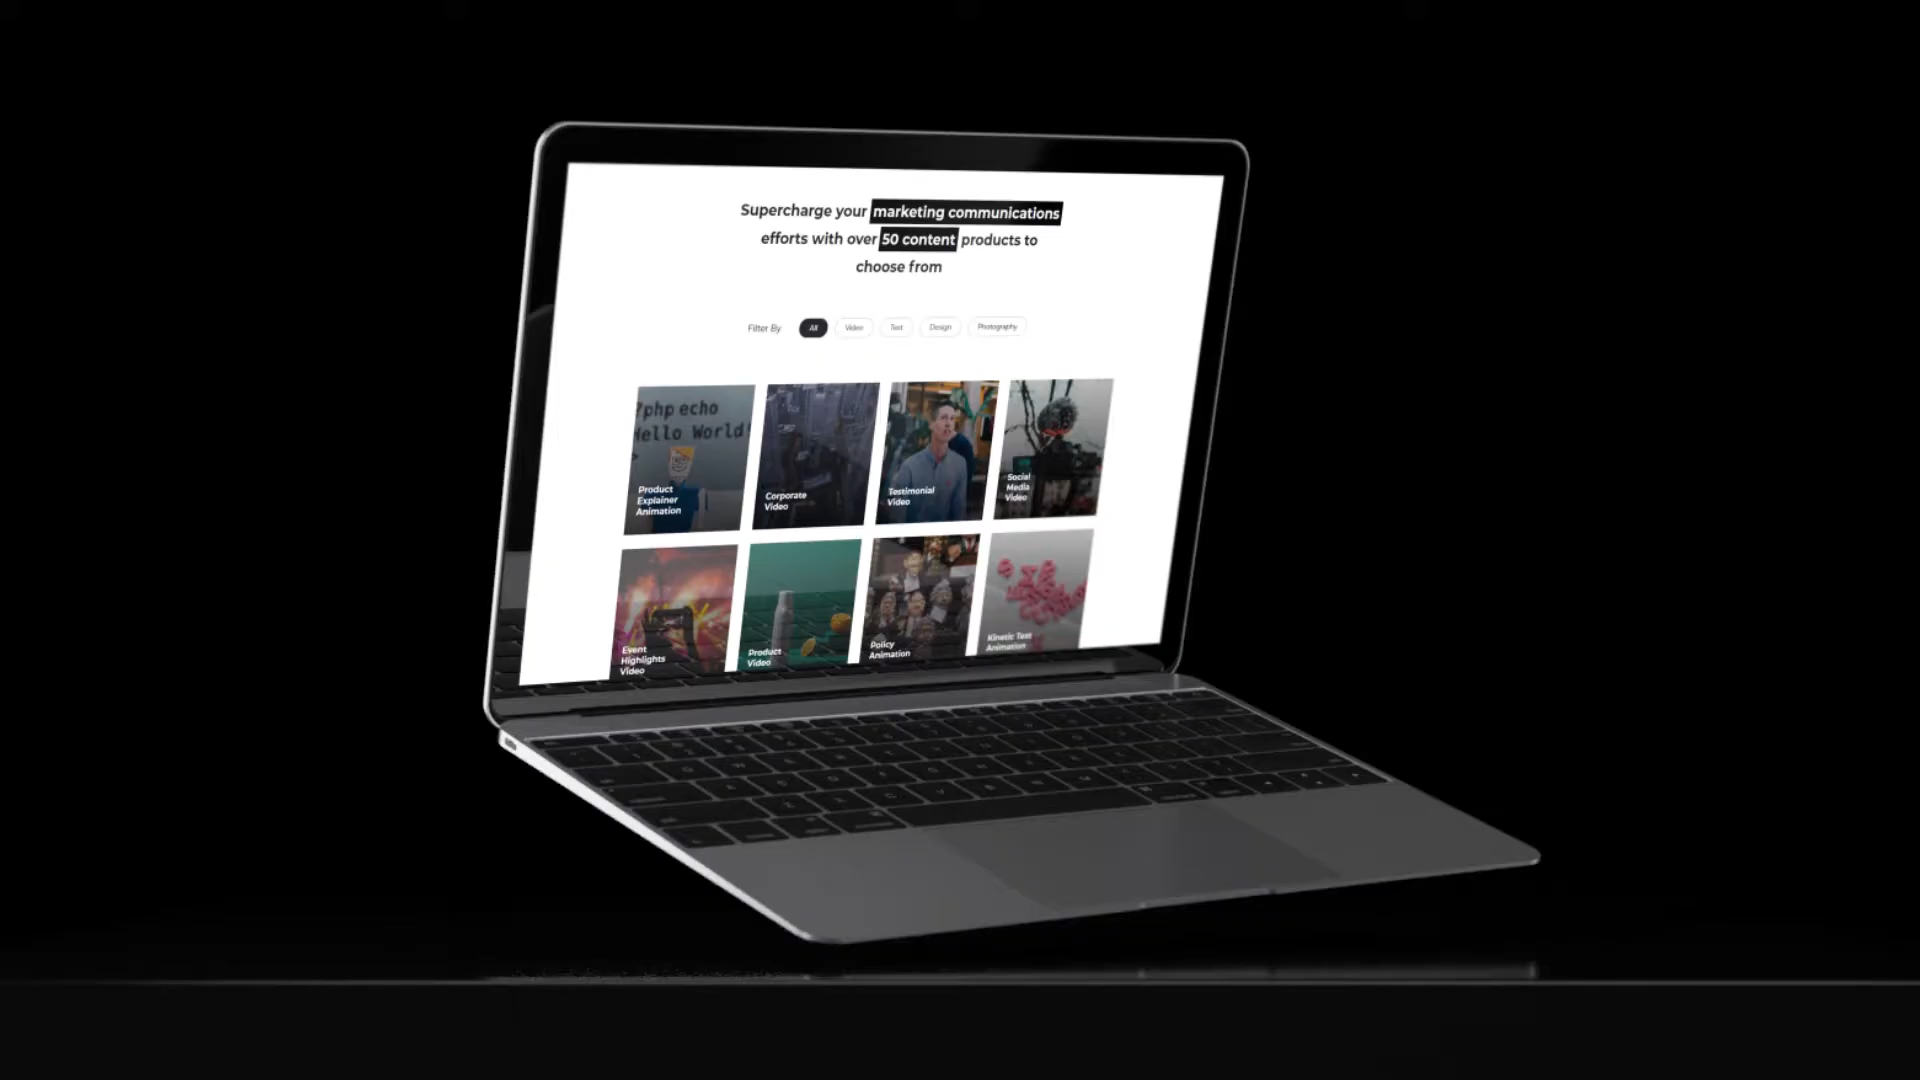 Supercharge your marketing communications
efforts with over 50 content products to
choose from
Filter By All Video Text Design Photography
?php echo
Hello World!
Product
Explainer
Animation
Corporate
Video
Testimonial
Video
Social
Media
Video
Event
Highlights
Video
Product
Video
Policy
Animation
Kinetic Text
Animation